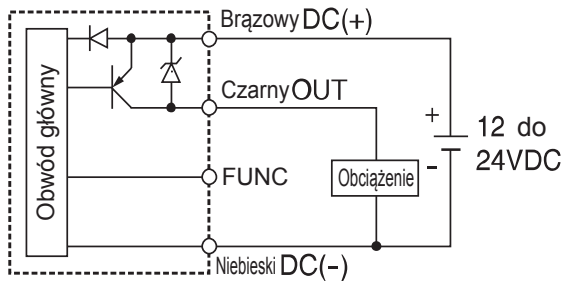 Brązowy DC(+)
Obwód główny
Czarny OUT
+
12 do
24VDC
-
FUNC
Obciążenie
Niebieski DC(-)